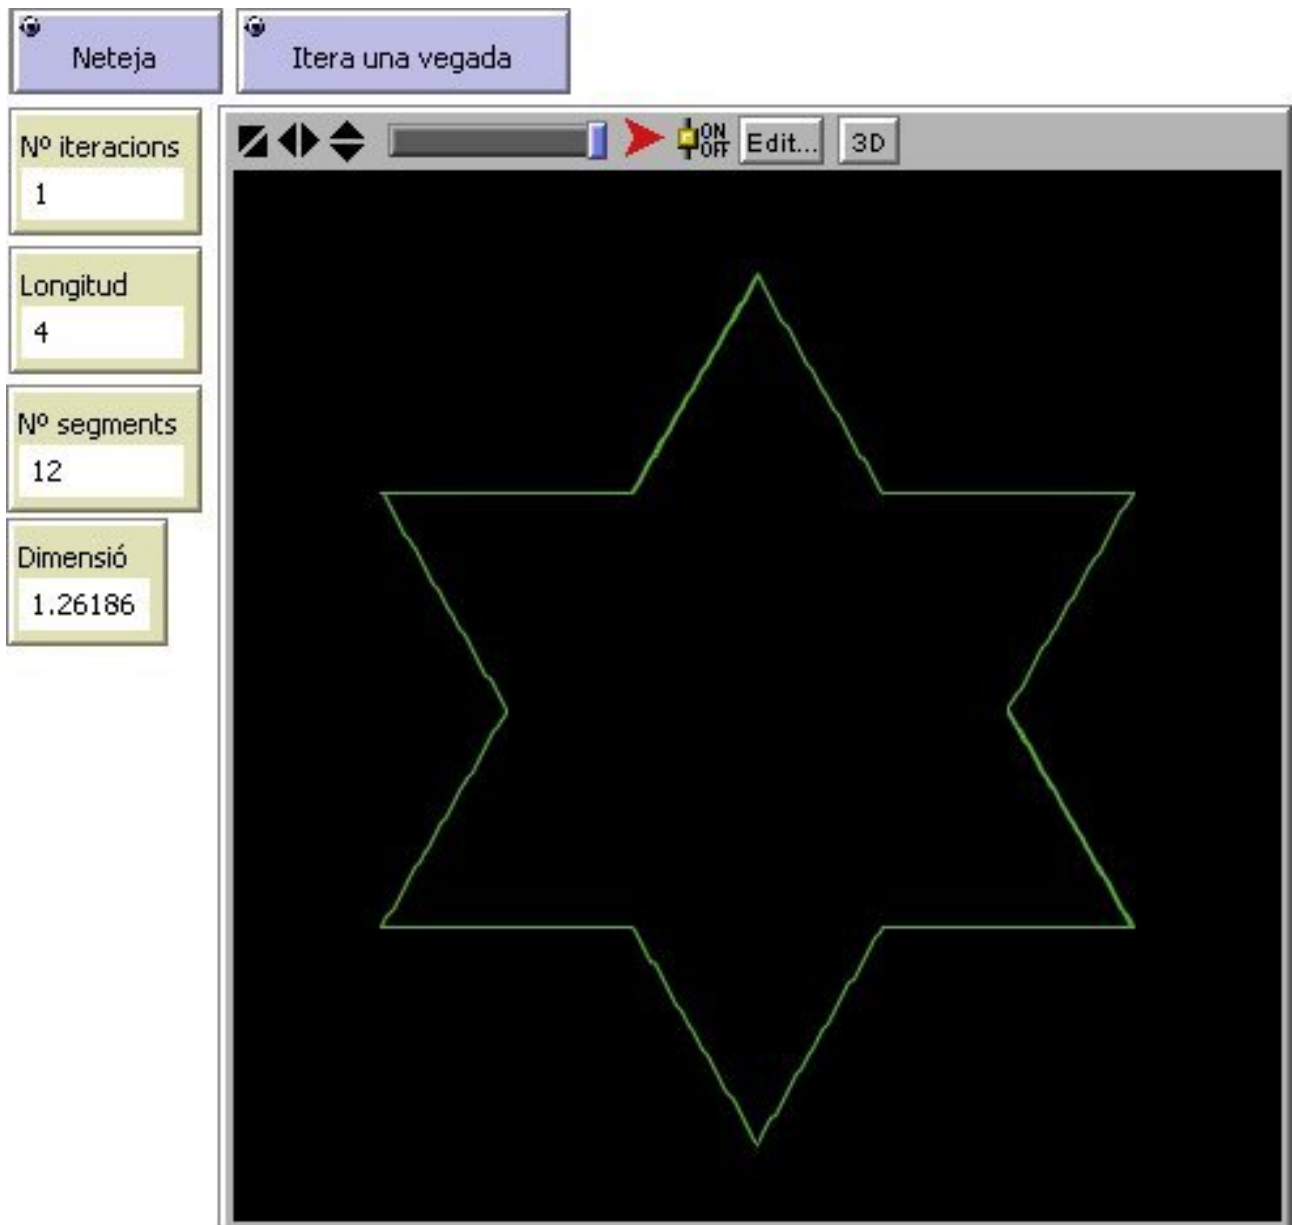 Neteja
Itera una vegada
Nº iteracions
1
ON
OFF
Edit...
3D
Longitud
4
Nº segments
12
Dimensió
1.26186